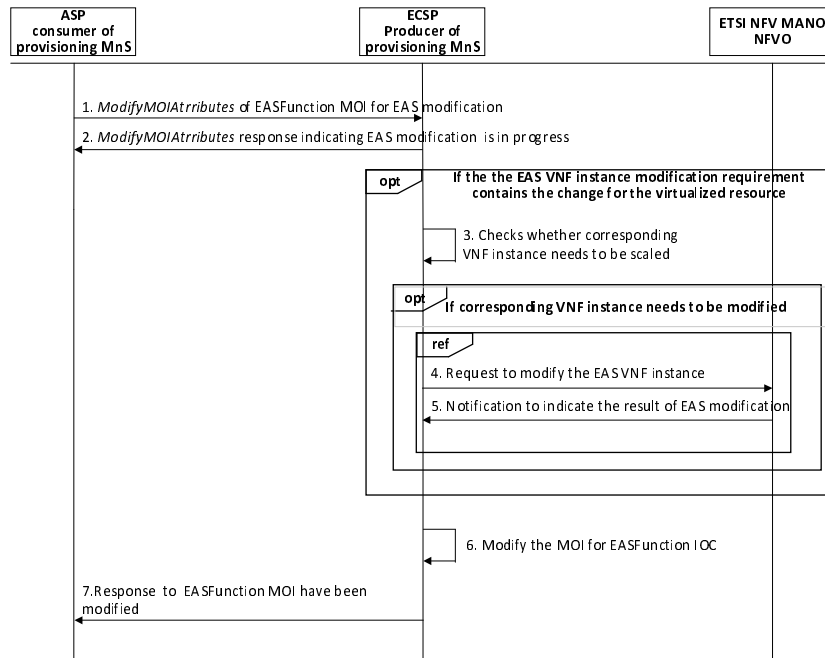 ASP
consumer of
provisioning MnS
ECSP
Producer of
provisioning MnS
ETSI NFV MANO
NFVO
1. ModifyMOIAtrributes of EASFunction MOI for EAS modification
2. ModifyMOIAtrributes response indicating EAS modification is in progress
opt
If the the EAS VNF instance modification requirement
contains the change for the virtualized resource
3. Checks whether corresponding
VNF instance needs to be scaled
opt
If corresponding VNF instance needs to be modified
ref
4. Request to modify the EAS VNF instance
5. Notification to indicate the result of EAS modification
6. Modify the MOI for EASFunction IOC
7.Response to EASFunction MOI have been
modified